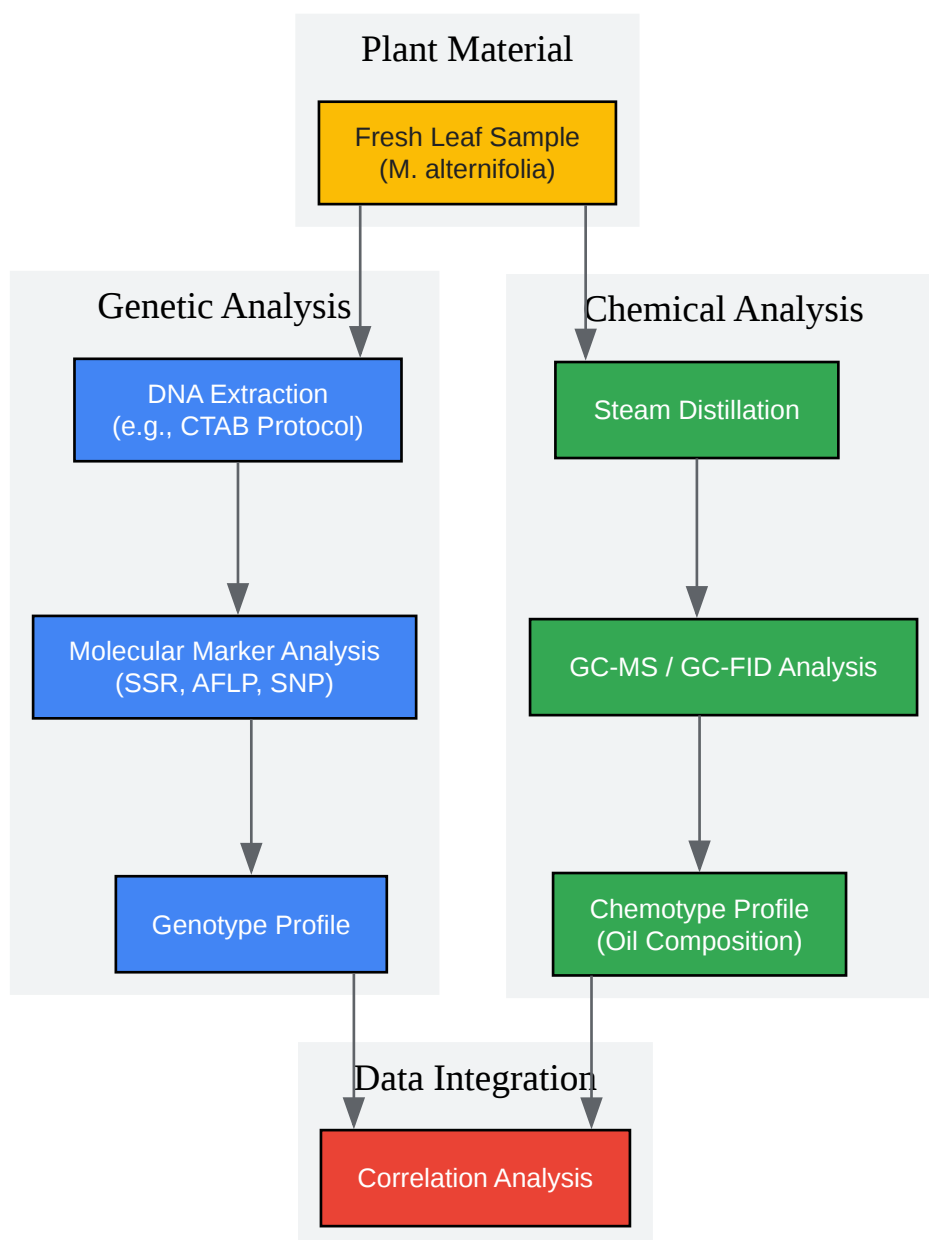 Plant Material
Fresh Leaf Sample
(M. alternifolia)
Genetic Analysis
DNA Extraction
(e.g., CTAB Protocol)
Molecular Marker Analysis
(SSR, AFLP, SNP)
Genotype Profile
Chemical Analysis
Steam Distillation
GC-MS / GC-FID Analysis
Chemotype Profile
(Oil Composition)
Data Integration
Correlation Analysis